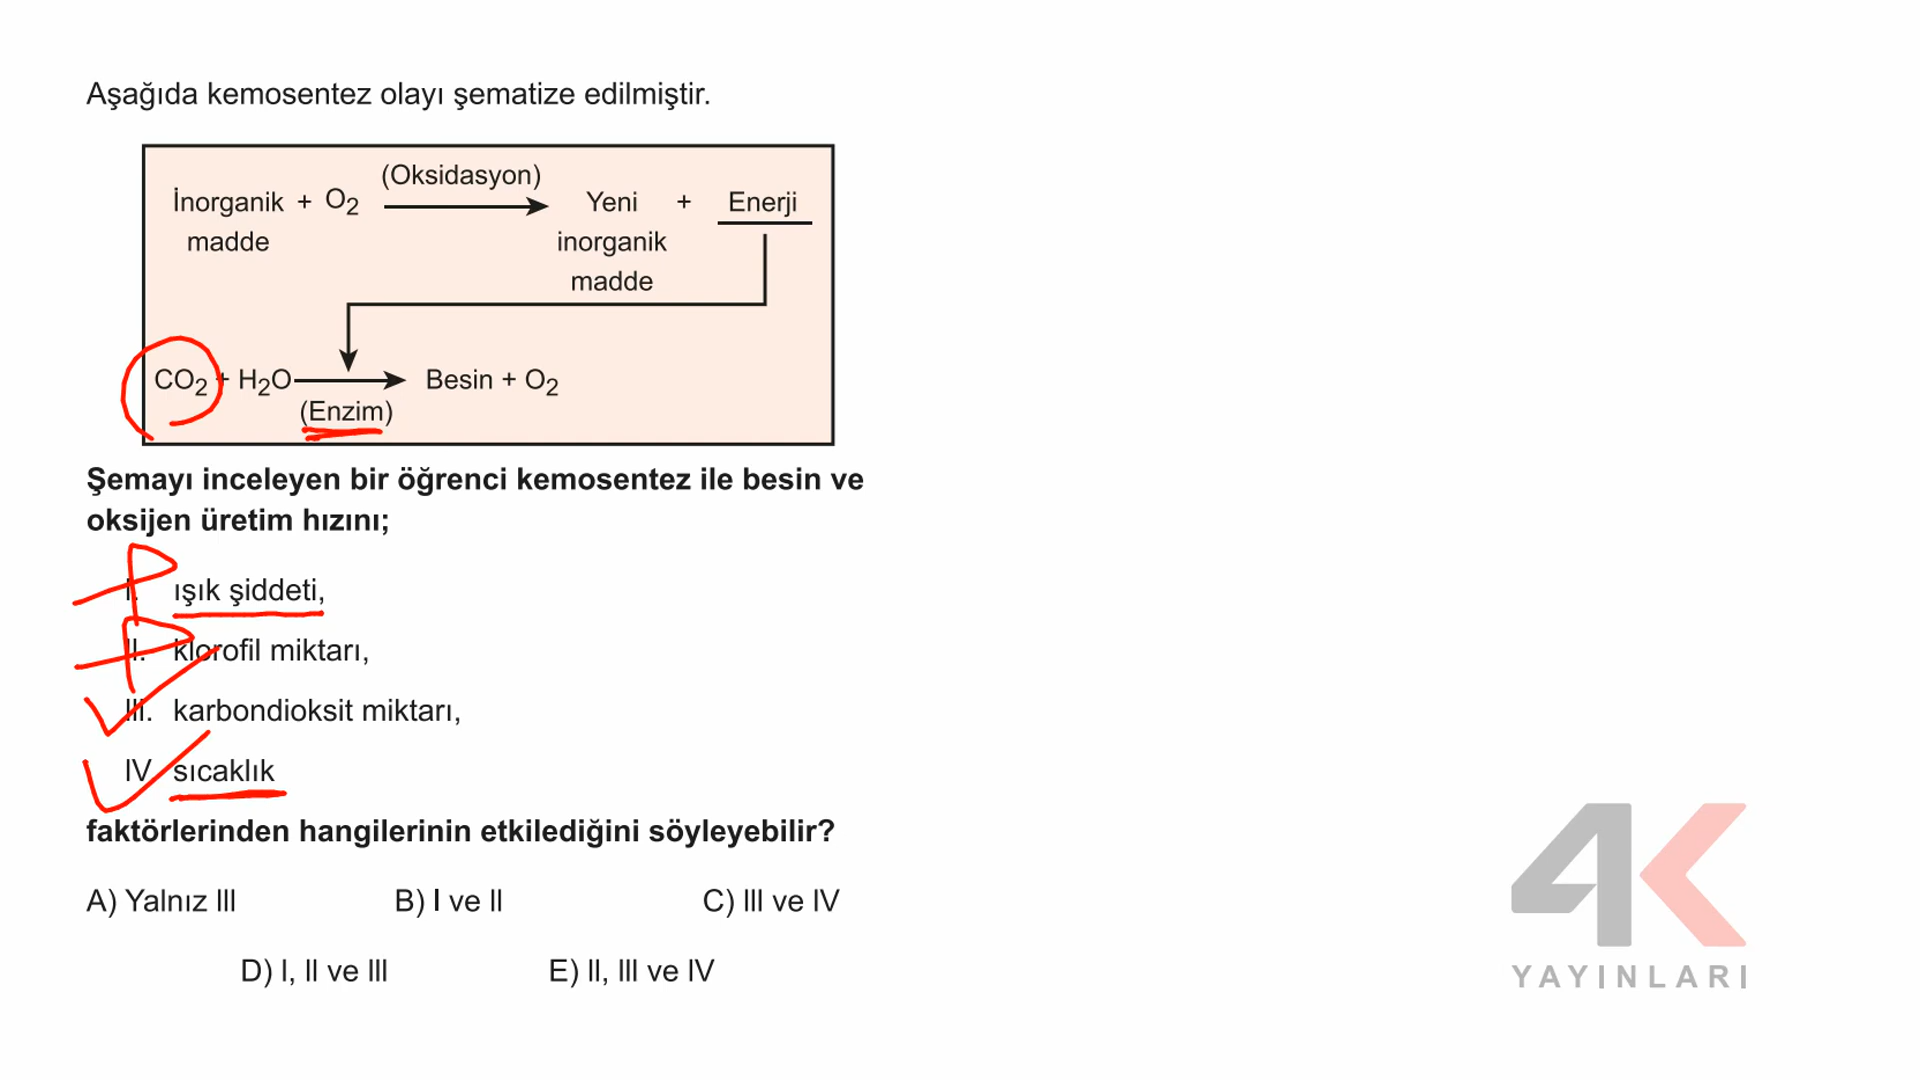 Aşağıda kemosentez olayı şematize edilmiştir.
(Oksidasyon)
İnorganik + O2 Yeni + Enerji
madde inorganik
madde
CO2 + H2O Besin + O2
(Enzim)
Şemayı inceleyen bir öğrenci kemosentez ile besin ve
oksijen üretim hızını;
I. ışık şiddeti,
II. klorofil miktarı,
III. karbondioksit miktarı,
IV. sıcaklık
faktörlerinden hangilerinin etkilediğini söyleyebilir?
A) Yalnız III B) I ve II C) III ve IV
D) I, II ve III E) II, III ve IV
4K
YAYINLARI